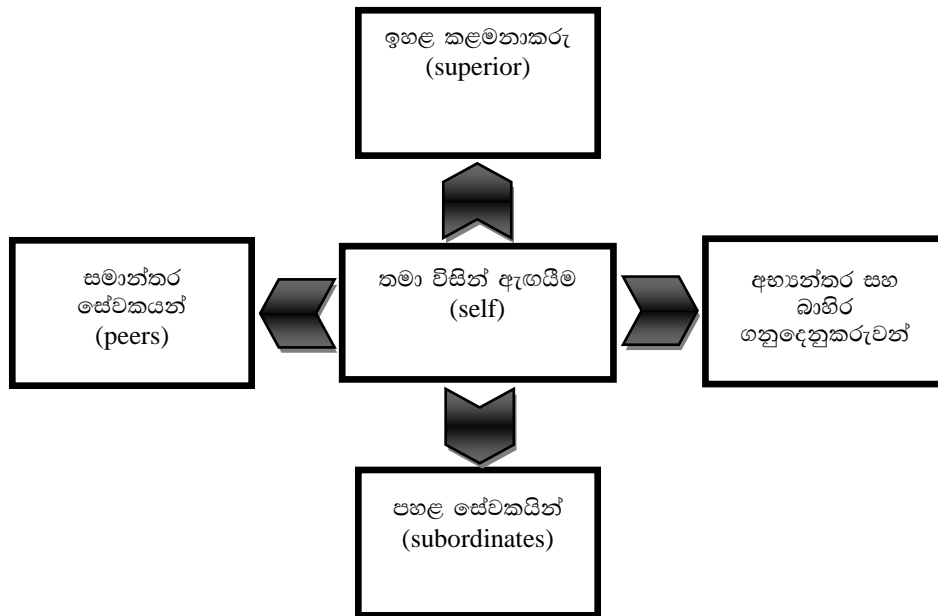 ඉහළ කළමනාකරු
(superior)
සමාන්තර
සේවකයන්
(peers)
තමා විසින් ඇඟයීම
(self)
අභ්‍යන්තර සහ
බාහිර
ගනුදෙනුකරුවන්
පහළ සේවකයින්
(subordinates)